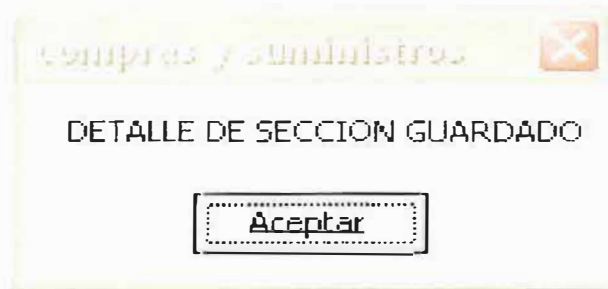 compras y suministros
DETALLE DE SECCION GUARDADO
Aceptar